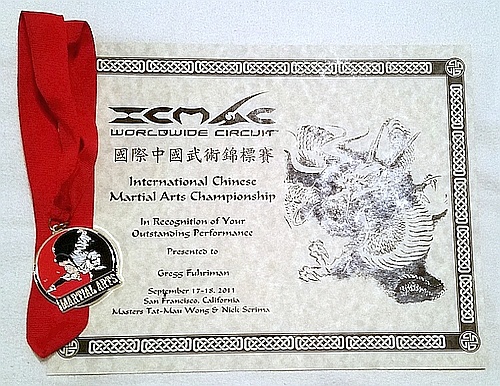 ICMAC
WORLDWIDE CIRCUIT
國際中國武術錦標賽
International Chinese
Martial Arts Championship
In Recognition of Your
Outstanding Performance
Presented to
Gregg Fuhriman
September 17-18, 2011
San Francisco, California
Masters Tat-Mau Wong & Nick Scrima
MARTIAL ARTS